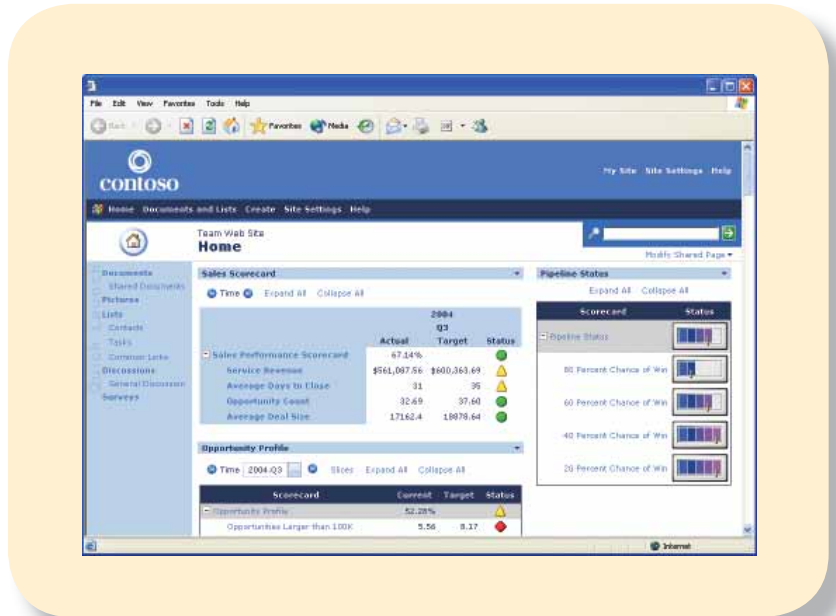 File Edit View Favorites Tools Help
Favorites Media
contoso
My Site Site Settings Help
Home Documents and Lists Create Site Settings Help
Team Web Site
Home
Modify Shared Page
Documents
Shared Documents
Pictures
Lists
Contacts
Tasks
Common Links
Discussions
General Discussion
Surveys
Sales Scorecard
Time Expand All Collapse All
2004
Q3
Actual Target Status
Sales Performance Scorecard 67.14%
Service Revenue $561,087.56 $600,363.69
Average Days to Close 31 35
Opportunity Count 32.69 37.60
Average Deal Size 17162.4 18878.64
Opportunity Profile
Time 2004.Q3 ... Slices Expand All Collapse All
Scorecard Current Target Status
Opportunity Profile 52.28%
Opportunities Larger than 100K 5.56 8.17
Pipeline Status
Expand All Collapse All
Scorecard Status
Pipeline Status
80 Percent Chance of Win
60 Percent Chance of Win
40 Percent Chance of Win
20 Percent Chance of Win
Internet